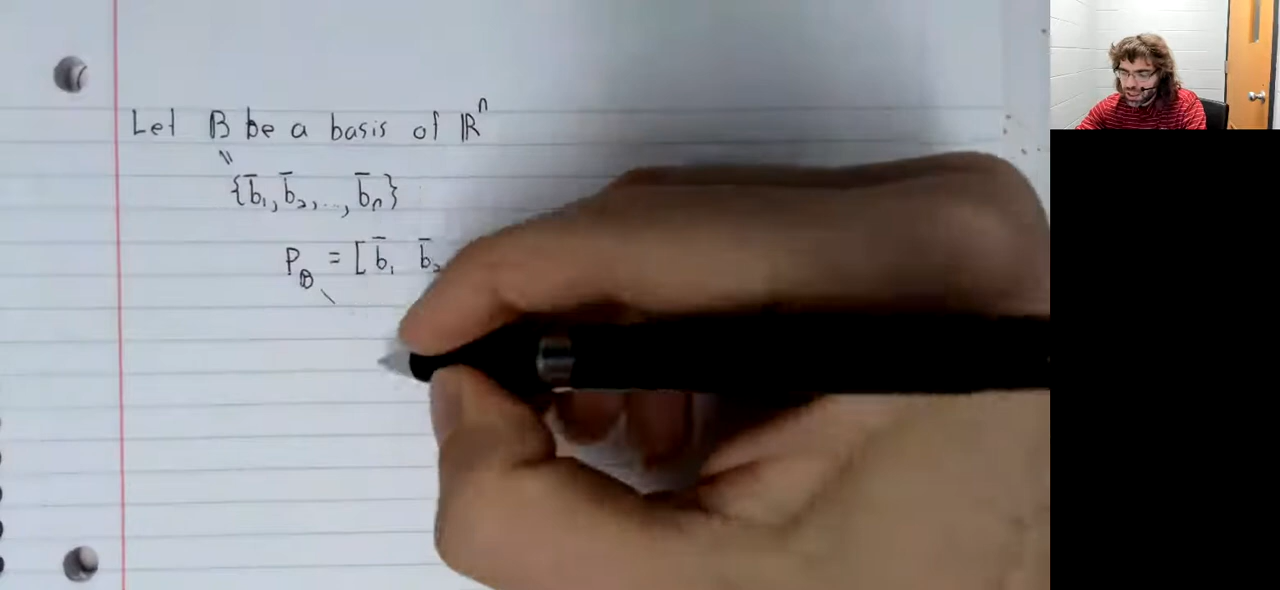 Let B be a basis of ℝⁿ
"
{b̄₁, b̄₂, ..., b̄ₙ}
P_B = [b̄₁ b̄₂